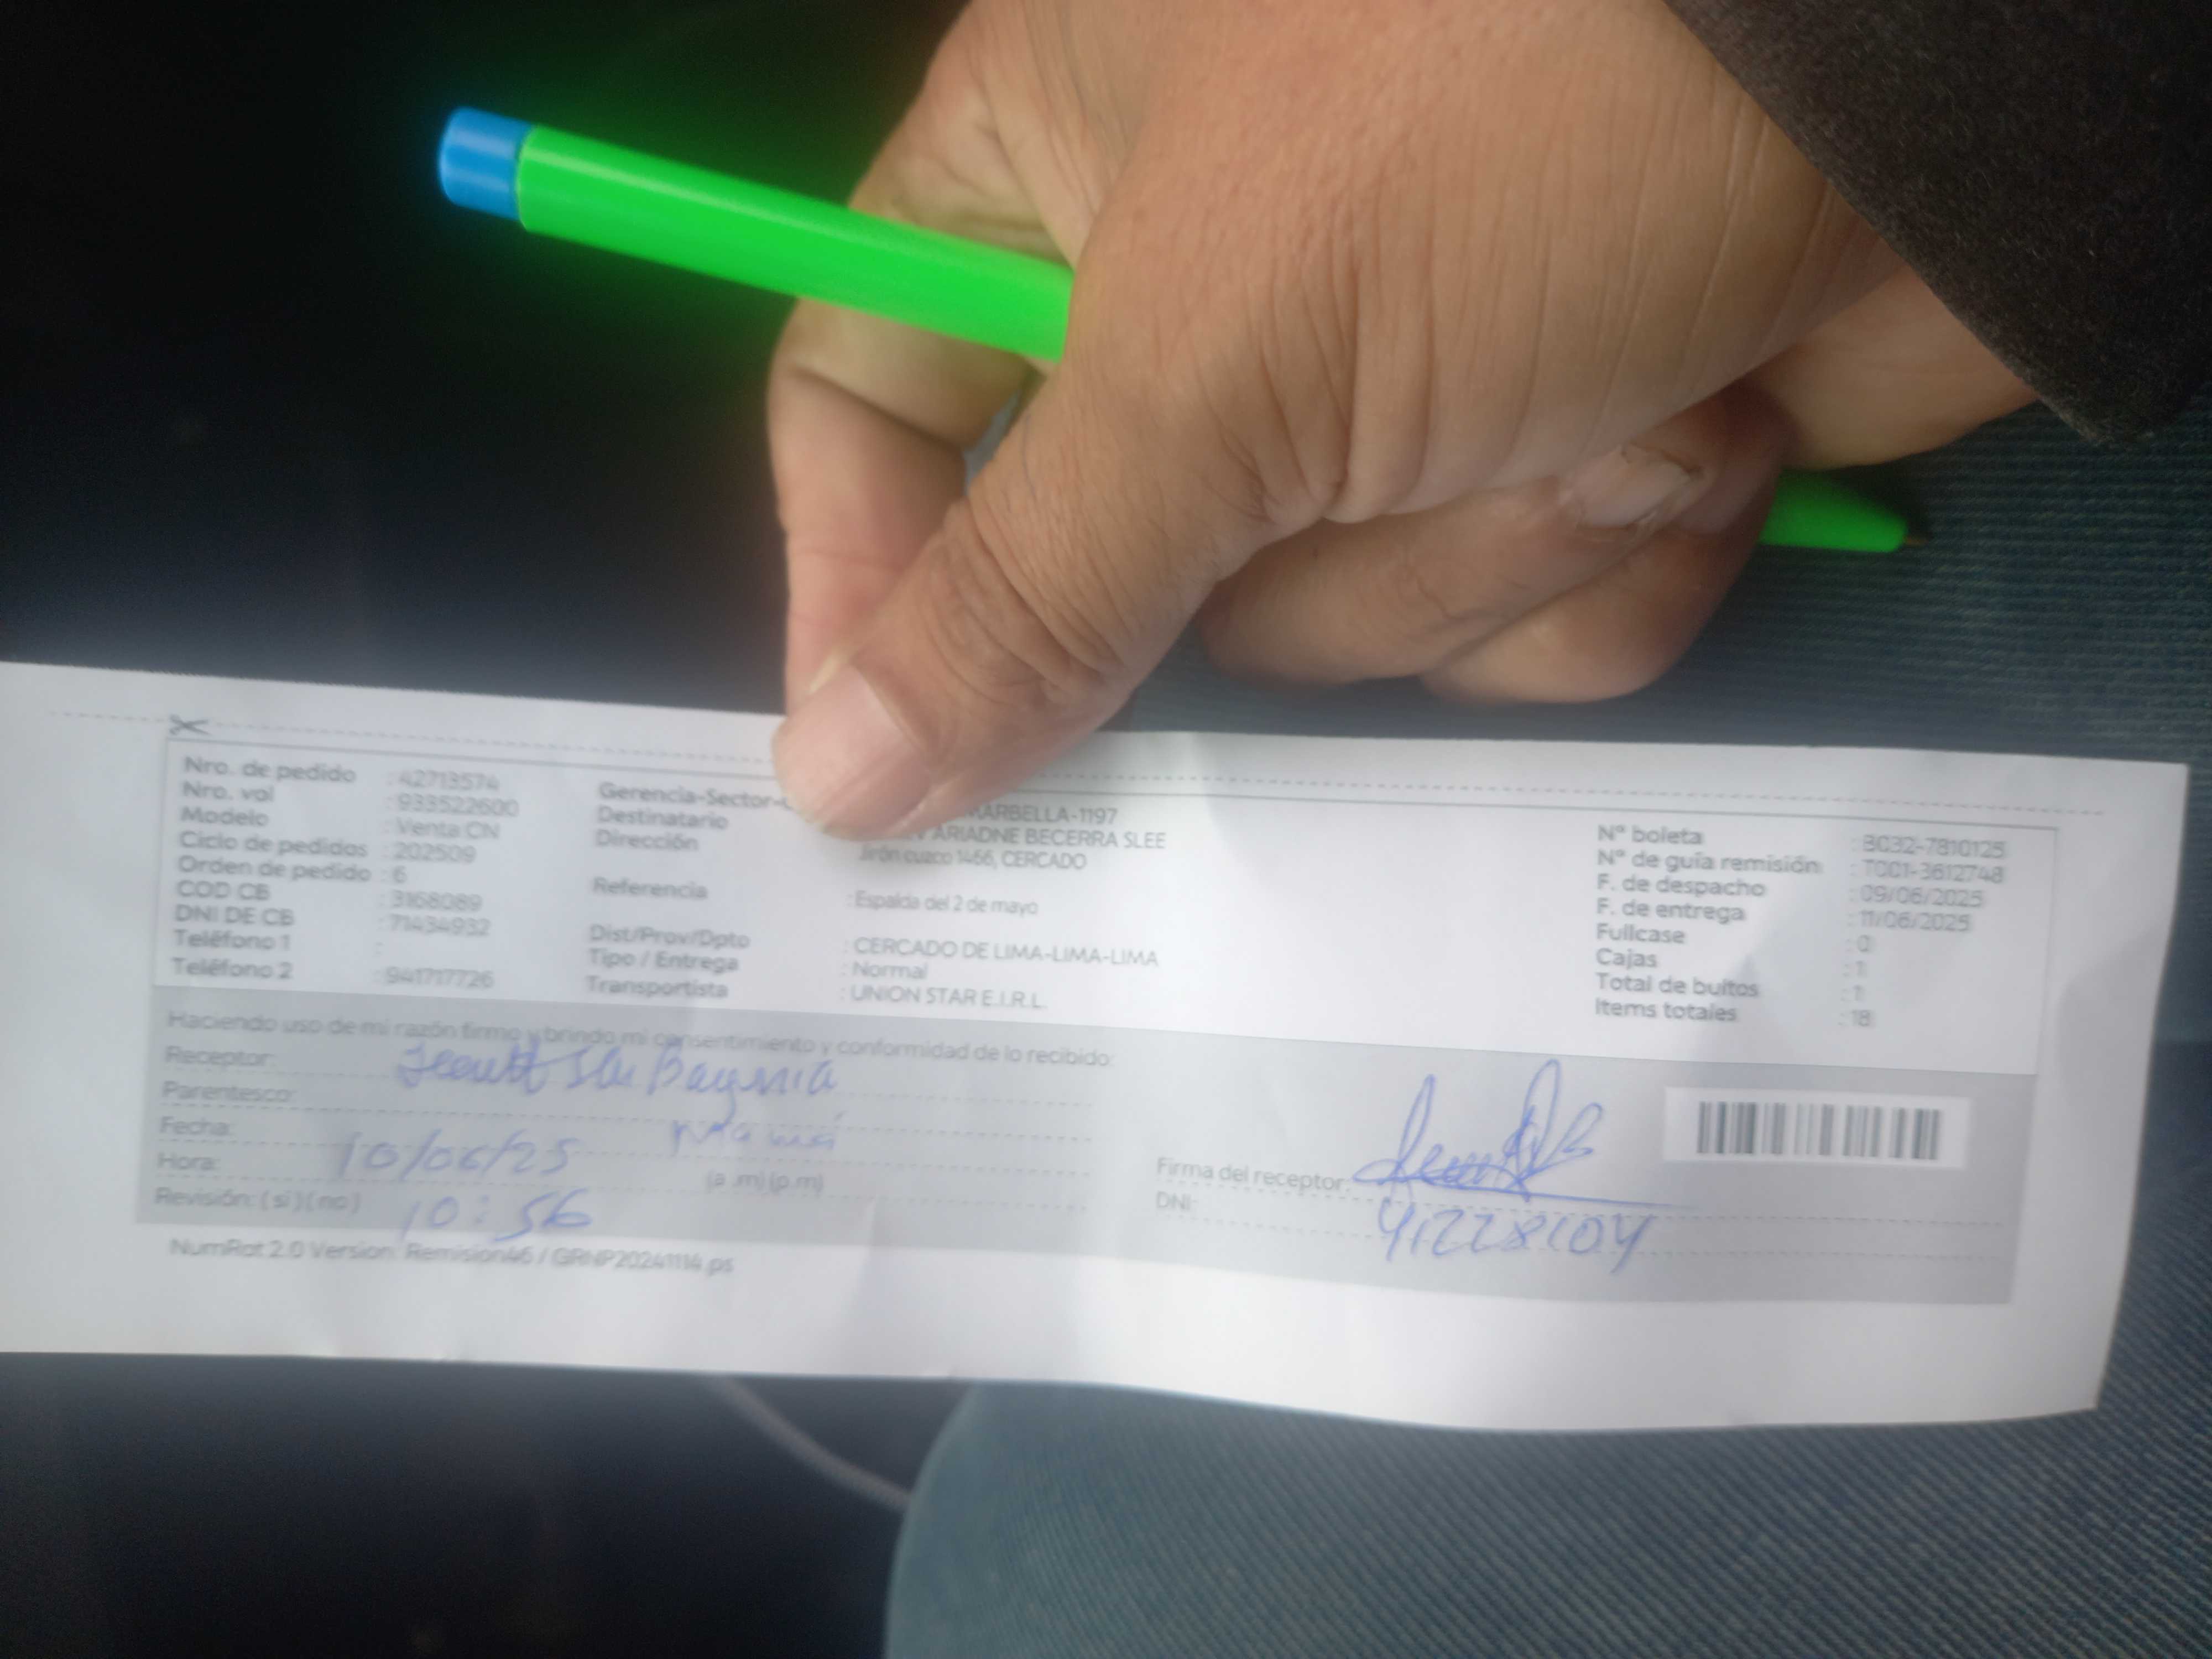 Nro. de pedido : 42713574
Nro. vol : 933522600
Modelo : Venta CN
Ciclo de pedidos : 202509
Orden de pedido : 6
COD CB : 3168089
DNI DE CB : 71434932
Teléfono 1 :
Teléfono 2 : 941717726
Gerencia-Sector- MARBELLA-1197
Destinatario ARIADNE BECERRA SLEE
Dirección Jirón cuzco 1466, CERCADO
Referencia : Espalda del 2 de mayo
Dist/Prov/Dpto : CERCADO DE LIMA-LIMA-LIMA
Tipo / Entrega : Normal
Transportista : UNION STAR E.I.R.L.
Nº boleta : B032-7810125
Nº de guía remisión : T001-3612748
F. de despacho : 09/06/2025
F. de entrega : 11/06/2025
Fullcase : 0
Cajas : 1
Total de bultos : 1
Items totales : 18
Haciendo uso de mi razón firmo y brindo mi consentimiento y conformidad de lo recibido:
Receptor:
Parentesco: mamá
Fecha: 10/06/25
Hora: 10:56 (a .m) (p.m)
Revisión: ( si ) ( no )
Firma del receptor:
DNI: 41228104
NumRot 2.0 Version: Remision46 / GRNP20241114.ps